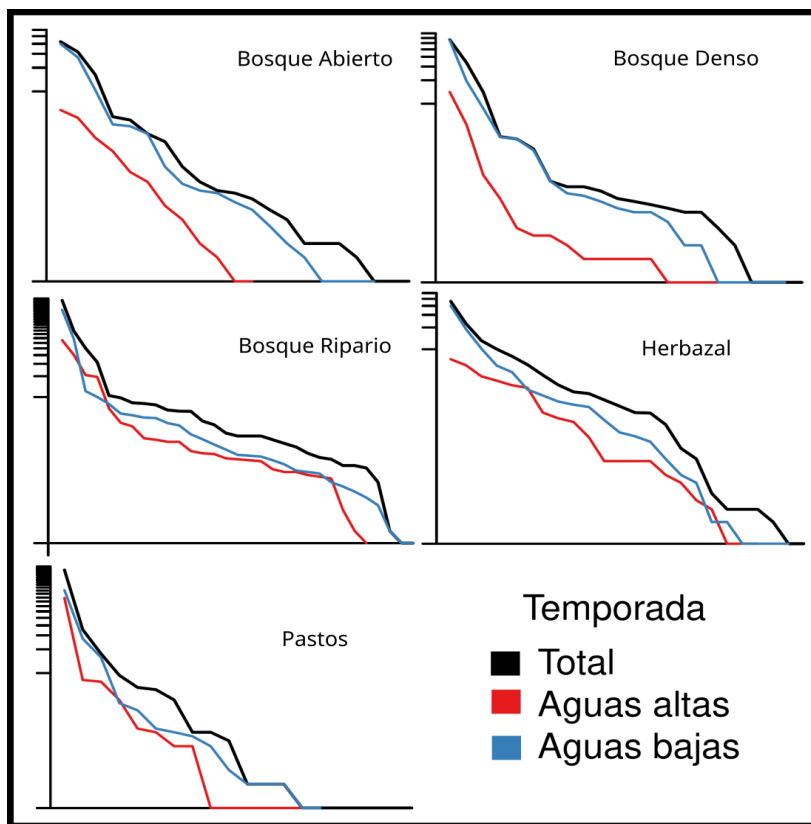 Bosque Abierto
Bosque Denso
Bosque Ripario
Herbazal
Pastos
Temporada
Total
Aguas altas
Aguas bajas